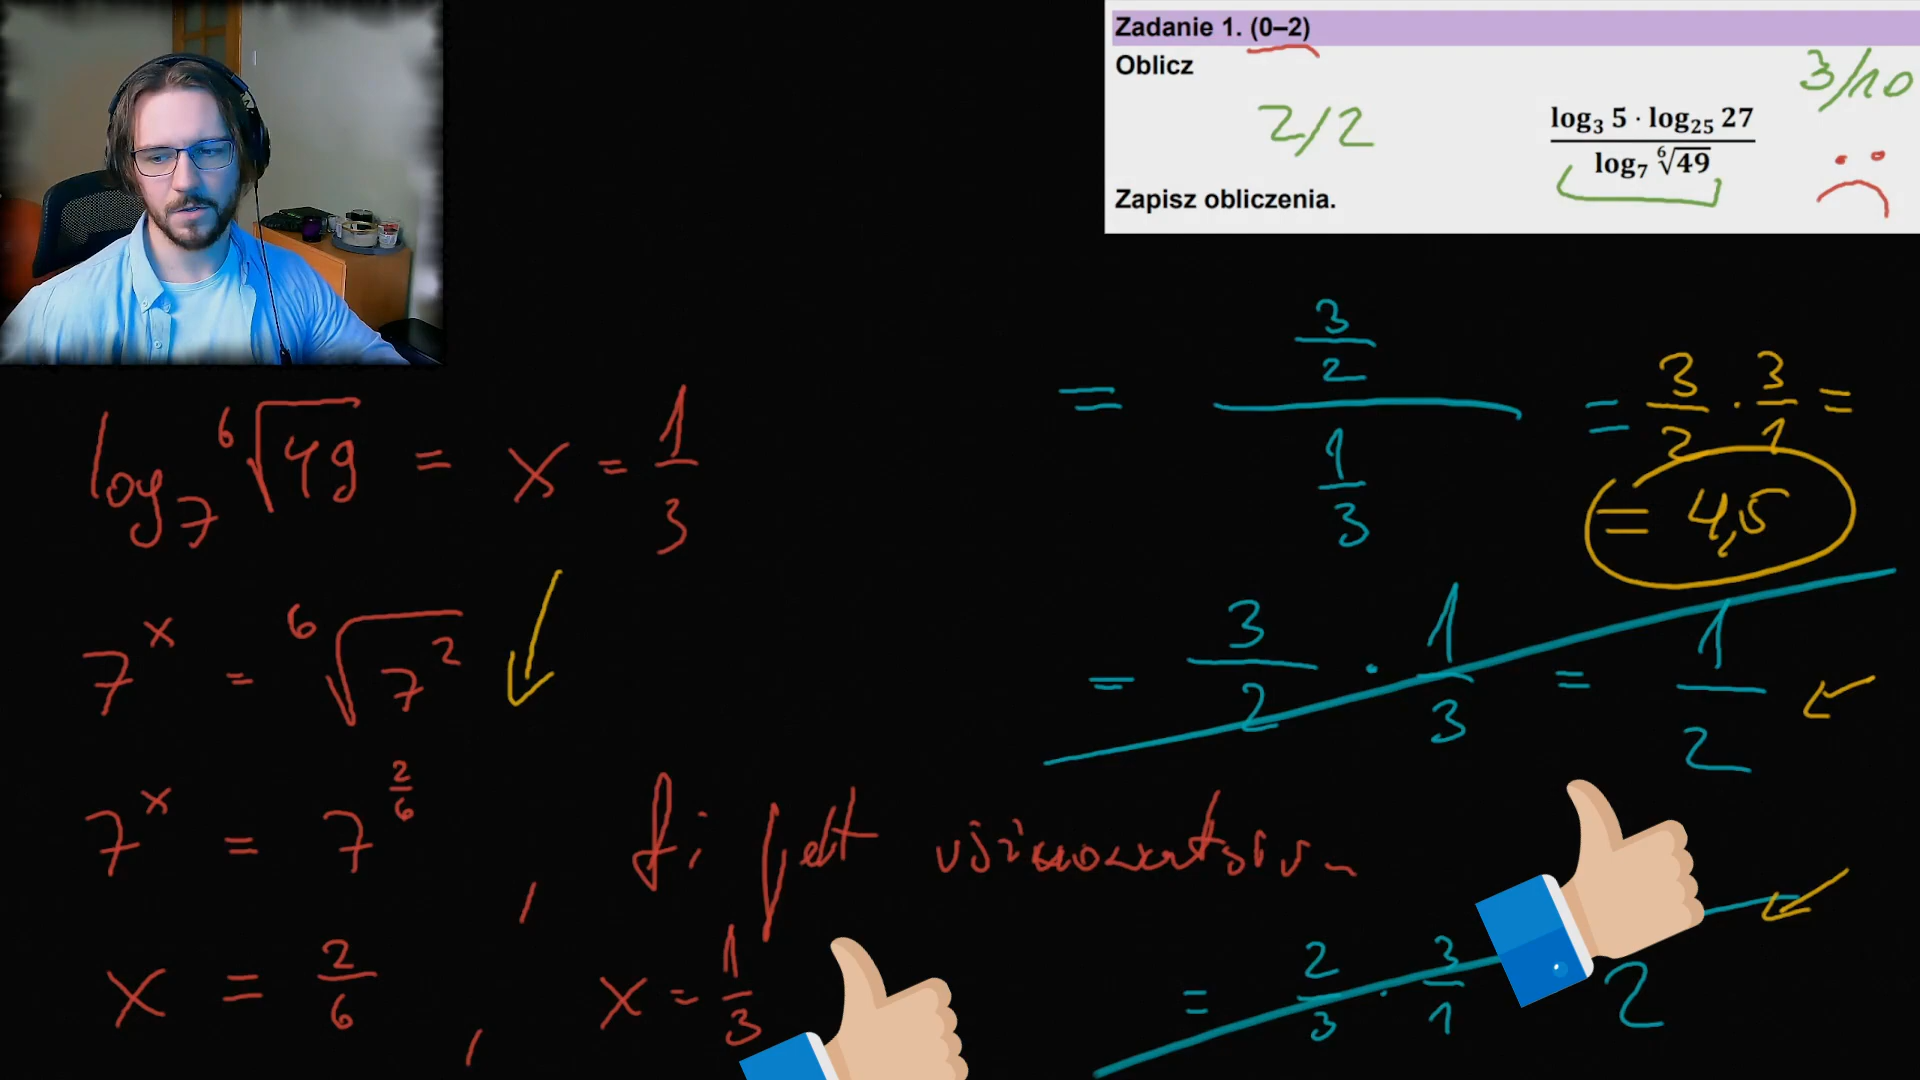 Zadanie 1. (0–2)
Oblicz
2/2
3/10
log₃ 5 · log₂₅ 27
log₇ ⁶√49
Zapisz obliczenia.
log₇ ⁶√49 = x = 1/3
7^x = ⁶√7²
7^x = 7^(2/6)
x = 2/6 , x = 1/3
= 3/2 / 1/3 = 3/2 · 3/1 =
= 4,5
= 3/2 · 1/3 = 1/2
= 2/3 · 3/1 2